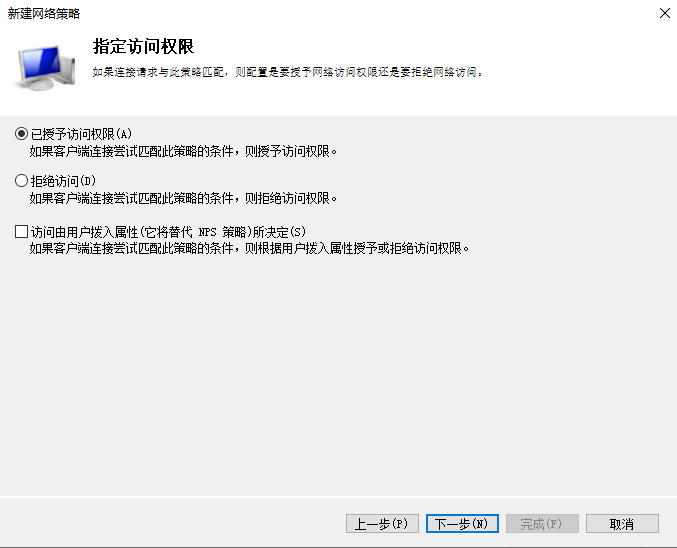 新建网络策略
指定访问权限
如果连接请求与此策略匹配，则配置是要授予网络访问权限还是要拒绝网络访问。
已授予访问权限(A)
如果客户端连接尝试匹配此策略的条件，则授予访问权限。
拒绝访问(D)
如果客户端连接尝试匹配此策略的条件，则拒绝访问权限。
访问由用户拨入属性(它将替代 NPS 策略)所决定(S)
如果客户端连接尝试匹配此策略的条件，则根据用户拨入属性授予或拒绝访问权限。
上一步(P) 下一步(N) 完成(F) 取消